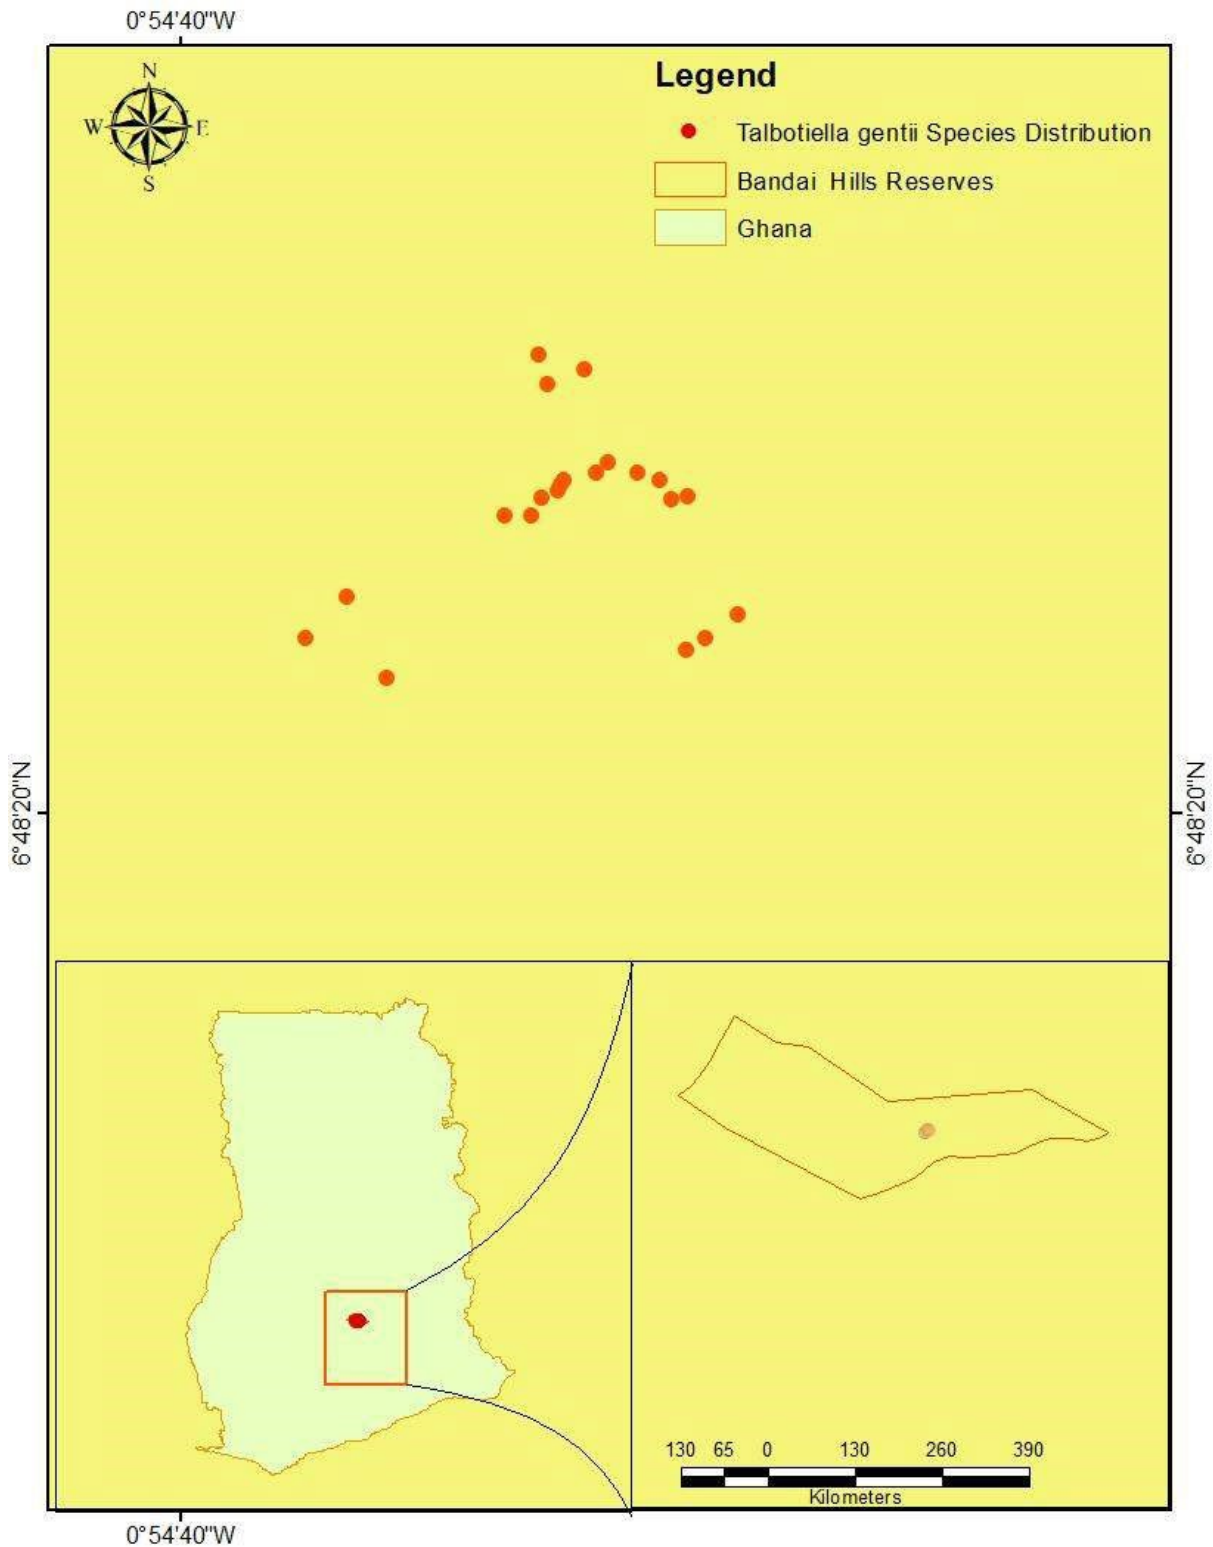 0°54'40"W
N
W E
S
Legend
Talbotiella gentii Species Distribution
Bandai Hills Reserves
Ghana
6°48'20"N
6°48'20"N
130 65 0 130 260 390
Kilometers
0°54'40"W